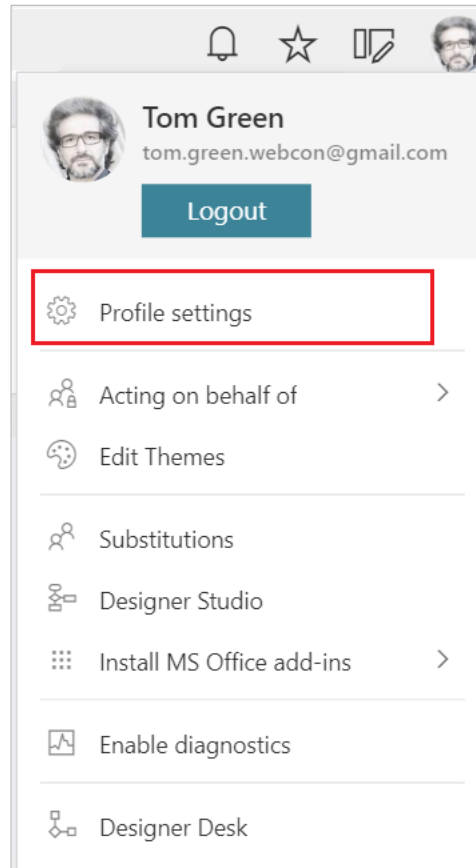 Tom Green
tom.green.webcon@gmail.com
Logout
Profile settings
Acting on behalf of
Edit Themes
Substitutions
Designer Studio
Install MS Office add-ins
Enable diagnostics
Designer Desk